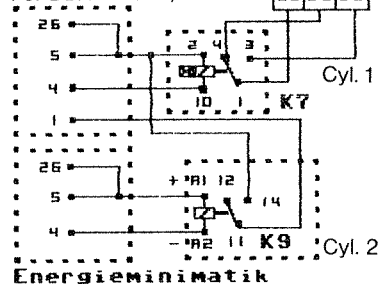 26
5 2 4 3
Cyl. 1
4 10 1 K7
1
26
5 + A1 12
14
4 - A2 11 K9
Cyl. 2
Energieminimatik